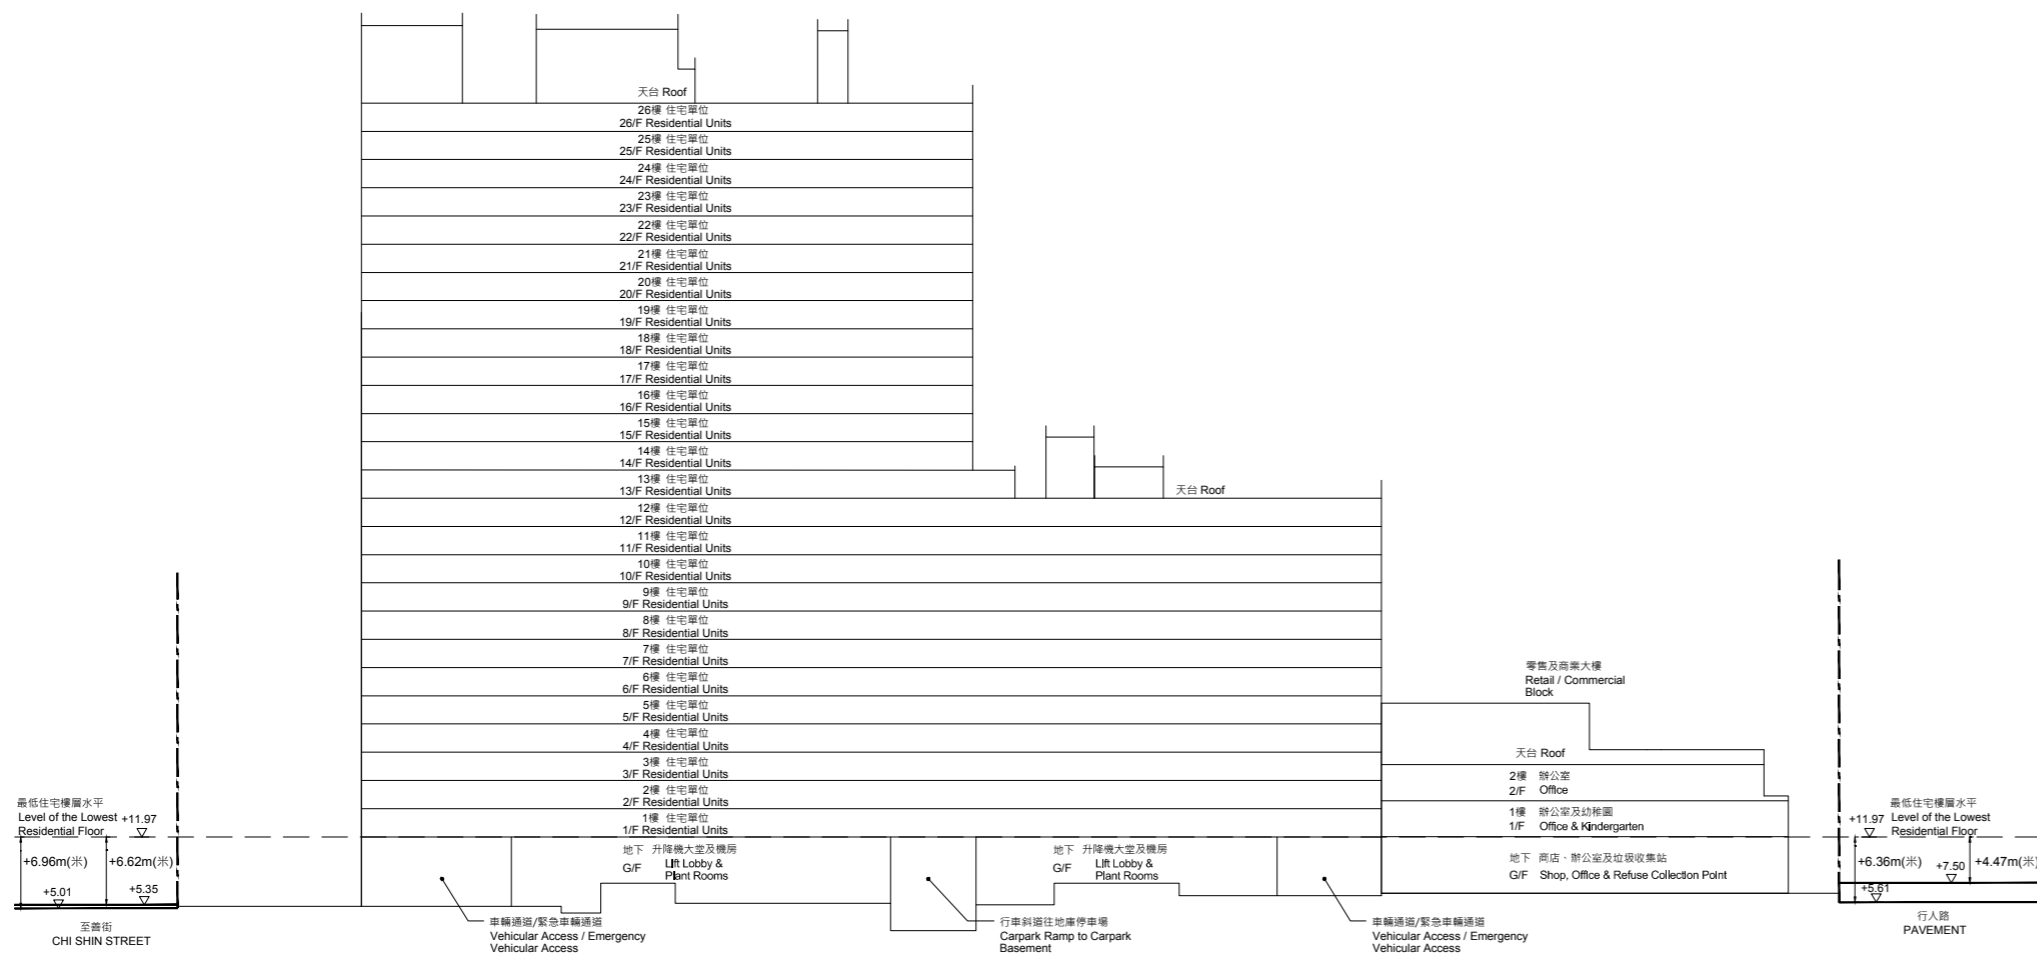 天台 Roof
26樓 住宅單位
26/F Residential Units
25樓 住宅單位
25/F Residential Units
24樓 住宅單位
24/F Residential Units
23樓 住宅單位
23/F Residential Units
22樓 住宅單位
22/F Residential Units
21樓 住宅單位
21/F Residential Units
20樓 住宅單位
20/F Residential Units
19樓 住宅單位
19/F Residential Units
18樓 住宅單位
18/F Residential Units
17樓 住宅單位
17/F Residential Units
16樓 住宅單位
16/F Residential Units
15樓 住宅單位
15/F Residential Units
14樓 住宅單位
14/F Residential Units
13樓 住宅單位
13/F Residential Units
天台 Roof
12樓 住宅單位
12/F Residential Units
11樓 住宅單位
11/F Residential Units
10樓 住宅單位
10/F Residential Units
9樓 住宅單位
9/F Residential Units
8樓 住宅單位
8/F Residential Units
7樓 住宅單位
7/F Residential Units
6樓 住宅單位
6/F Residential Units
5樓 住宅單位
5/F Residential Units
4樓 住宅單位
4/F Residential Units
3樓 住宅單位
3/F Residential Units
2樓 住宅單位
2/F Residential Units
1樓 住宅單位
1/F Residential Units
零售及商業大樓
Retail / Commercial
Block
天台 Roof
2樓 辦公室
2/F Office
1樓 辦公室及幼稚園
1/F Office & Kindergarten
地下 商店、辦公室及垃圾收集站
G/F Shop, Office & Refuse Collection Point
最低住宅樓層水平
Level of the Lowest
Residential Floor
+11.97
+6.96m(米)
+6.62m(米)
+5.01
+5.35
至善街
CHI SHIN STREET
地下 升降機大堂及機房
G/F Lift Lobby &
Plant Rooms
地下 升降機大堂及機房
G/F Lift Lobby &
Plant Rooms
車輛通道/緊急車輛通道
Vehicular Access / Emergency
Vehicular Access
行車斜道往地庫停車場
Carpark Ramp to Carpark
Basement
車輛通道/緊急車輛通道
Vehicular Access / Emergency
Vehicular Access
最低住宅樓層水平
Level of the Lowest
Residential Floor
+11.97
+6.36m(米)
+7.50
+4.47m(米)
+5.61
行人路
PAVEMENT